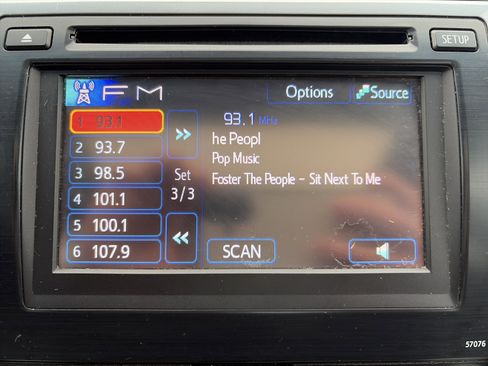 SETUP
FM
Options
Source
1 93.1
2 93.7
3 98.5
4 101.1
5 100.1
6 107.9
>>
Set
3/3
<<
93.1 MHz
he Peopl
Pop Music
Foster The People - Sit Next To Me
SCAN
57076